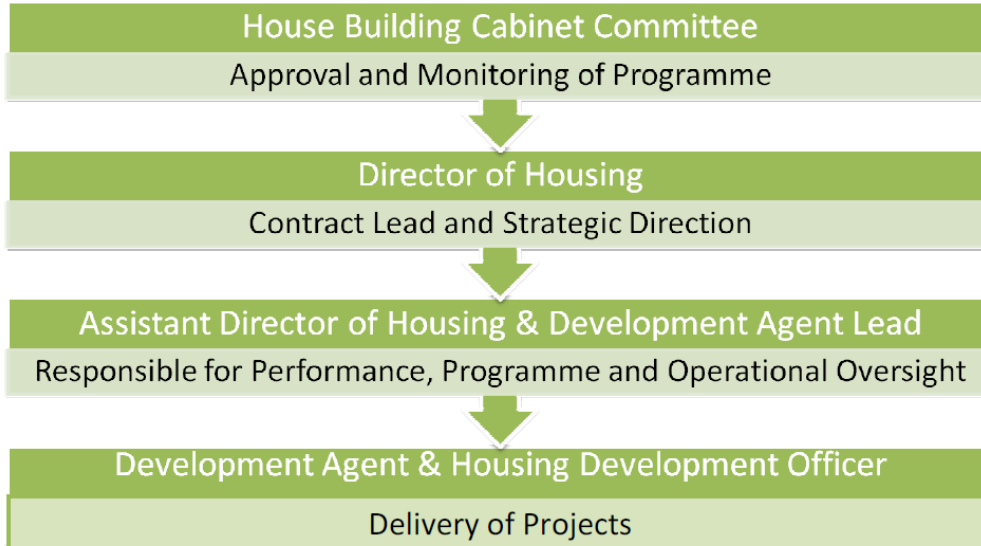 House Building Cabinet Committee
Approval and Monitoring of Programme
Director of Housing
Contract Lead and Strategic Direction
Assistant Director of Housing & Development Agent Lead
Responsible for Performance, Programme and Operational Oversight
Development Agent & Housing Development Officer
Delivery of Projects